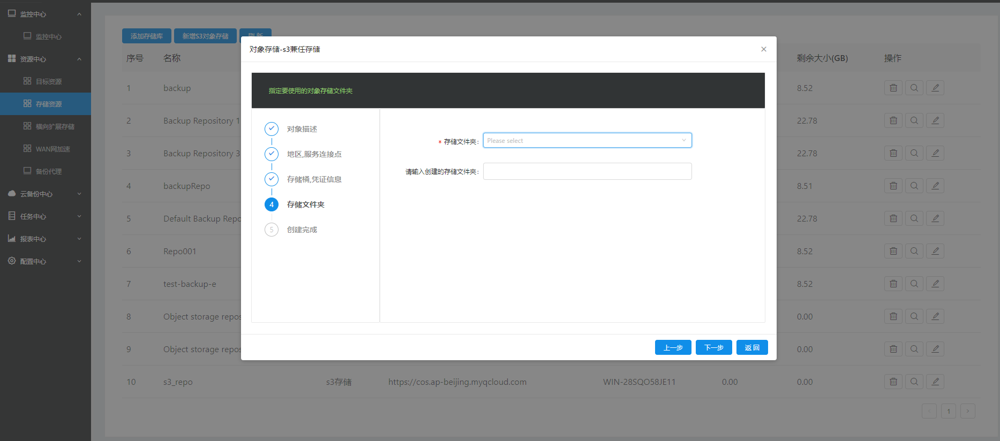 监控中心
监控中心
资源中心
目标资源
存储资源
横向扩展存储
WAN网加速
备份代理
云备份中心
任务中心
报表中心
配置中心
添加存储库 新增S3对象存储 刷 新
序号 名称 剩余大小(GB) 操作
1 backup 8.52
2 Backup Repository 1 22.78
3 Backup Repository 3 22.78
4 backupRepo 8.51
5 Default Backup Repo 22.78
6 Repo001 8.52
7 test-backup-e 8.52
8 Object storage repos 0.00
9 Object storage repos 0.00
10 s3_repo s3存储 https://cos.ap-beijing.myqcloud.com WIN-28SQO58JE11 0.00 0.00
1
对象存储-s3兼任存储
指定要使用的对象存储文件夹
对象描述
地区,服务连接点
存储桶,凭证信息
4 存储文件夹
5 创建完成
* 存储文件夹: Please select
请输入创建的存储文件夹:
上一步 下一步 返 回